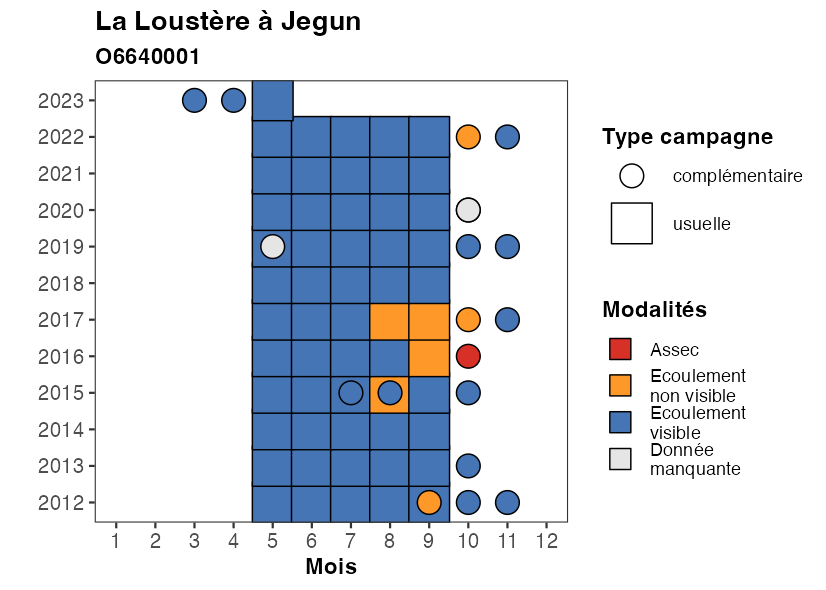 La Loustère à Jegun
O6640001
2023
2022
2021
2020
2019
2018
2017
2016
2015
2014
2013
2012
1 2 3 4 5 6 7 8 9 10 11 12
Mois
Type campagne
complémentaire
usuelle
Modalités
Assec
Ecoulement
non visible
Ecoulement
visible
Donnée
manquante